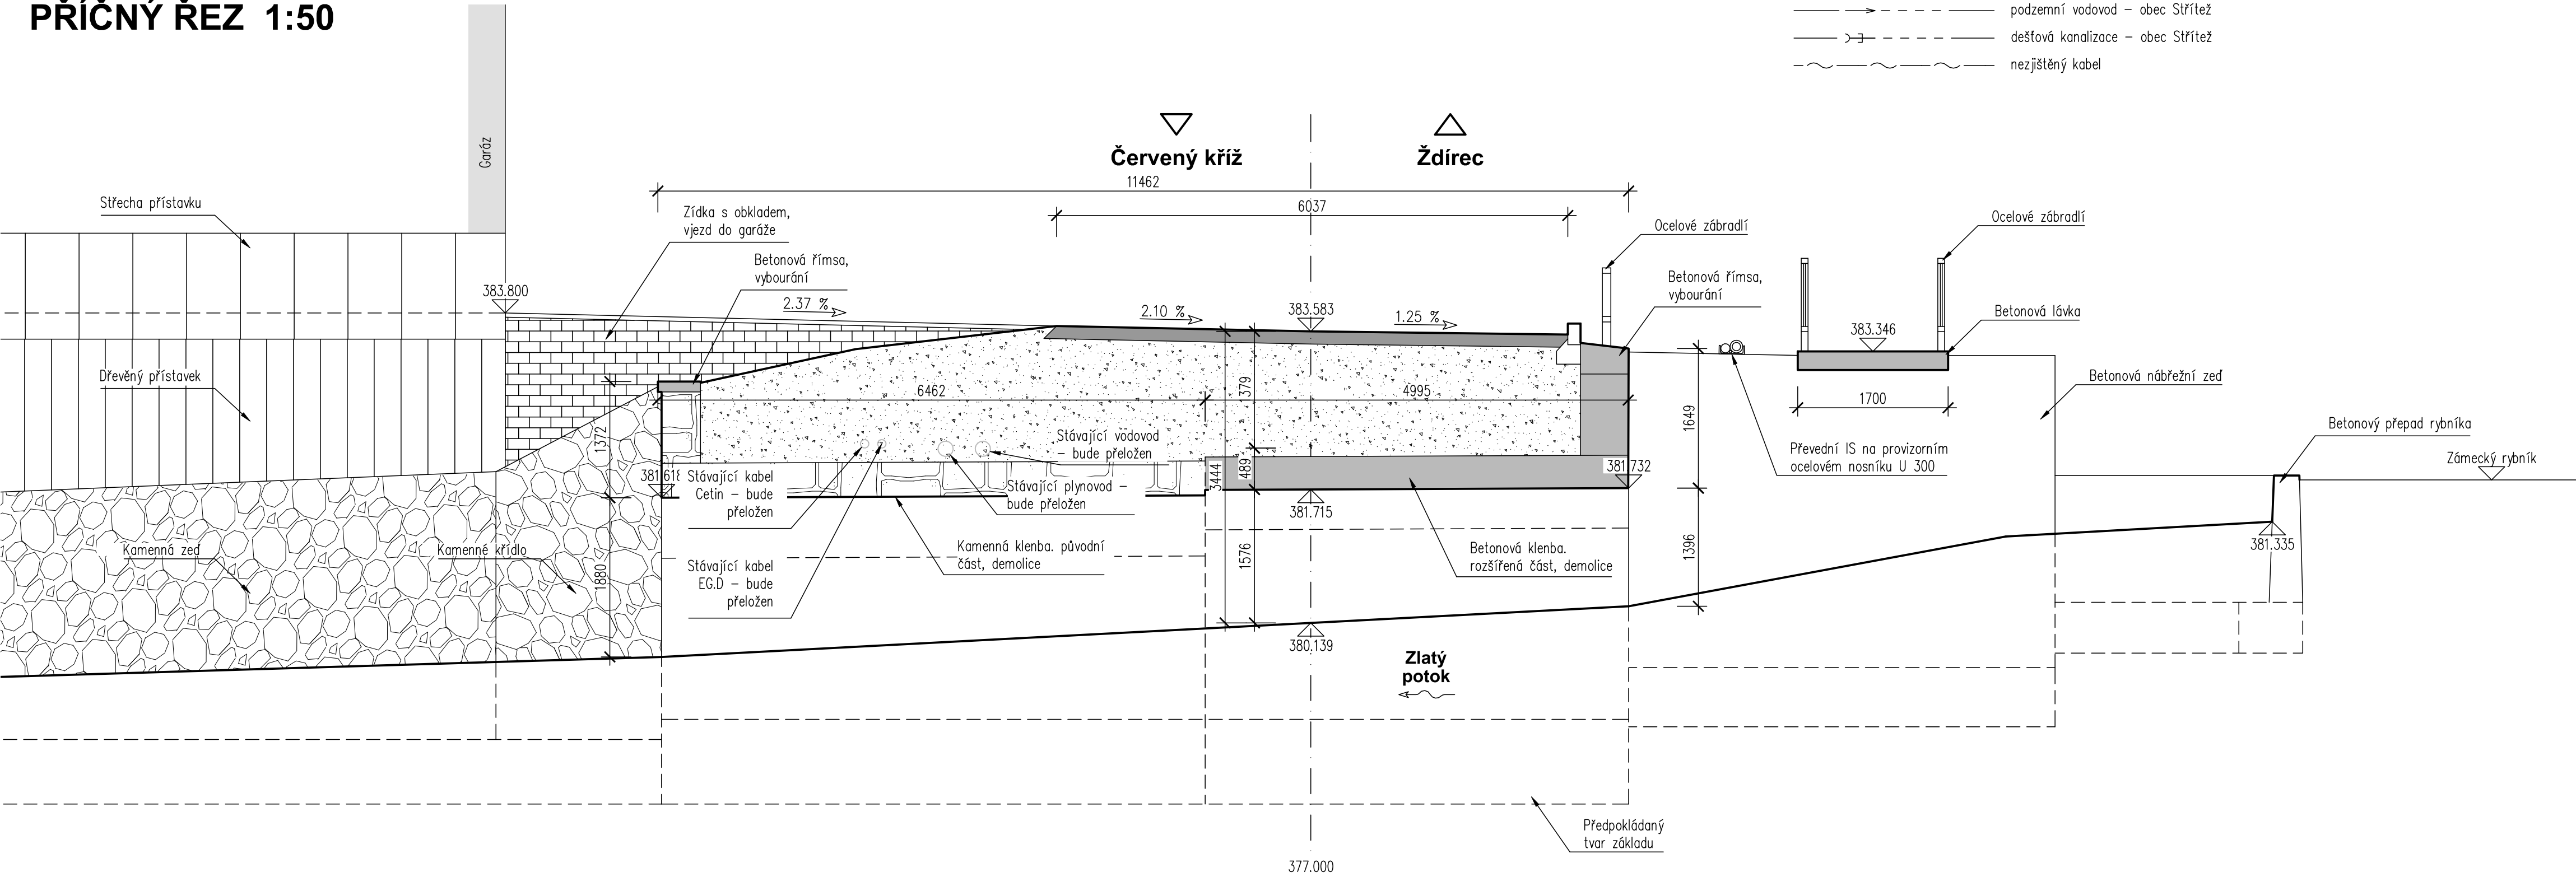 PŘÍČNÝ ŘEZ 1:50
podzemní vodovod – obec Střítež
dešťová kanalizace – obec Střítež
nezjištěný kabel
Garáz
Červený kříž
Ždírec
11462
6037
Střecha přístavku
Zídka s obkladem,
vjezd do garáže
Betonová římsa,
vybourání
Ocelové zábradlí
Ocelové zábradlí
Betonová římsa,
vybourání
Betonová lávka
383.800
2.37 %
2.10 %
383.583
1.25 %
383.346
Dřevěný přístavek
Betonová nábřežní zeď
6462
379
4995
1700
1649
1372
Betonový přepad rybníka
Stávající vodovod
– bude přeložen
Převední IS na provizorním
ocelovém nosníku U 300
Zámecký rybník
381.618
Stávající kabel
Cetin – bude
přeložen
Stávající plynovod –
bude přeložen
3444
489
381.732
381.715
Kamenná zeď
Kamenné křídlo
1880
Stávající kabel
EG.D – bude
přeložen
Kamenná klenba. původní
část, demolice
1576
Betonová klenba.
rozšířená část, demolice
1396
381.335
380.139
Zlatý
potok
Předpokládaný
tvar základu
377.000